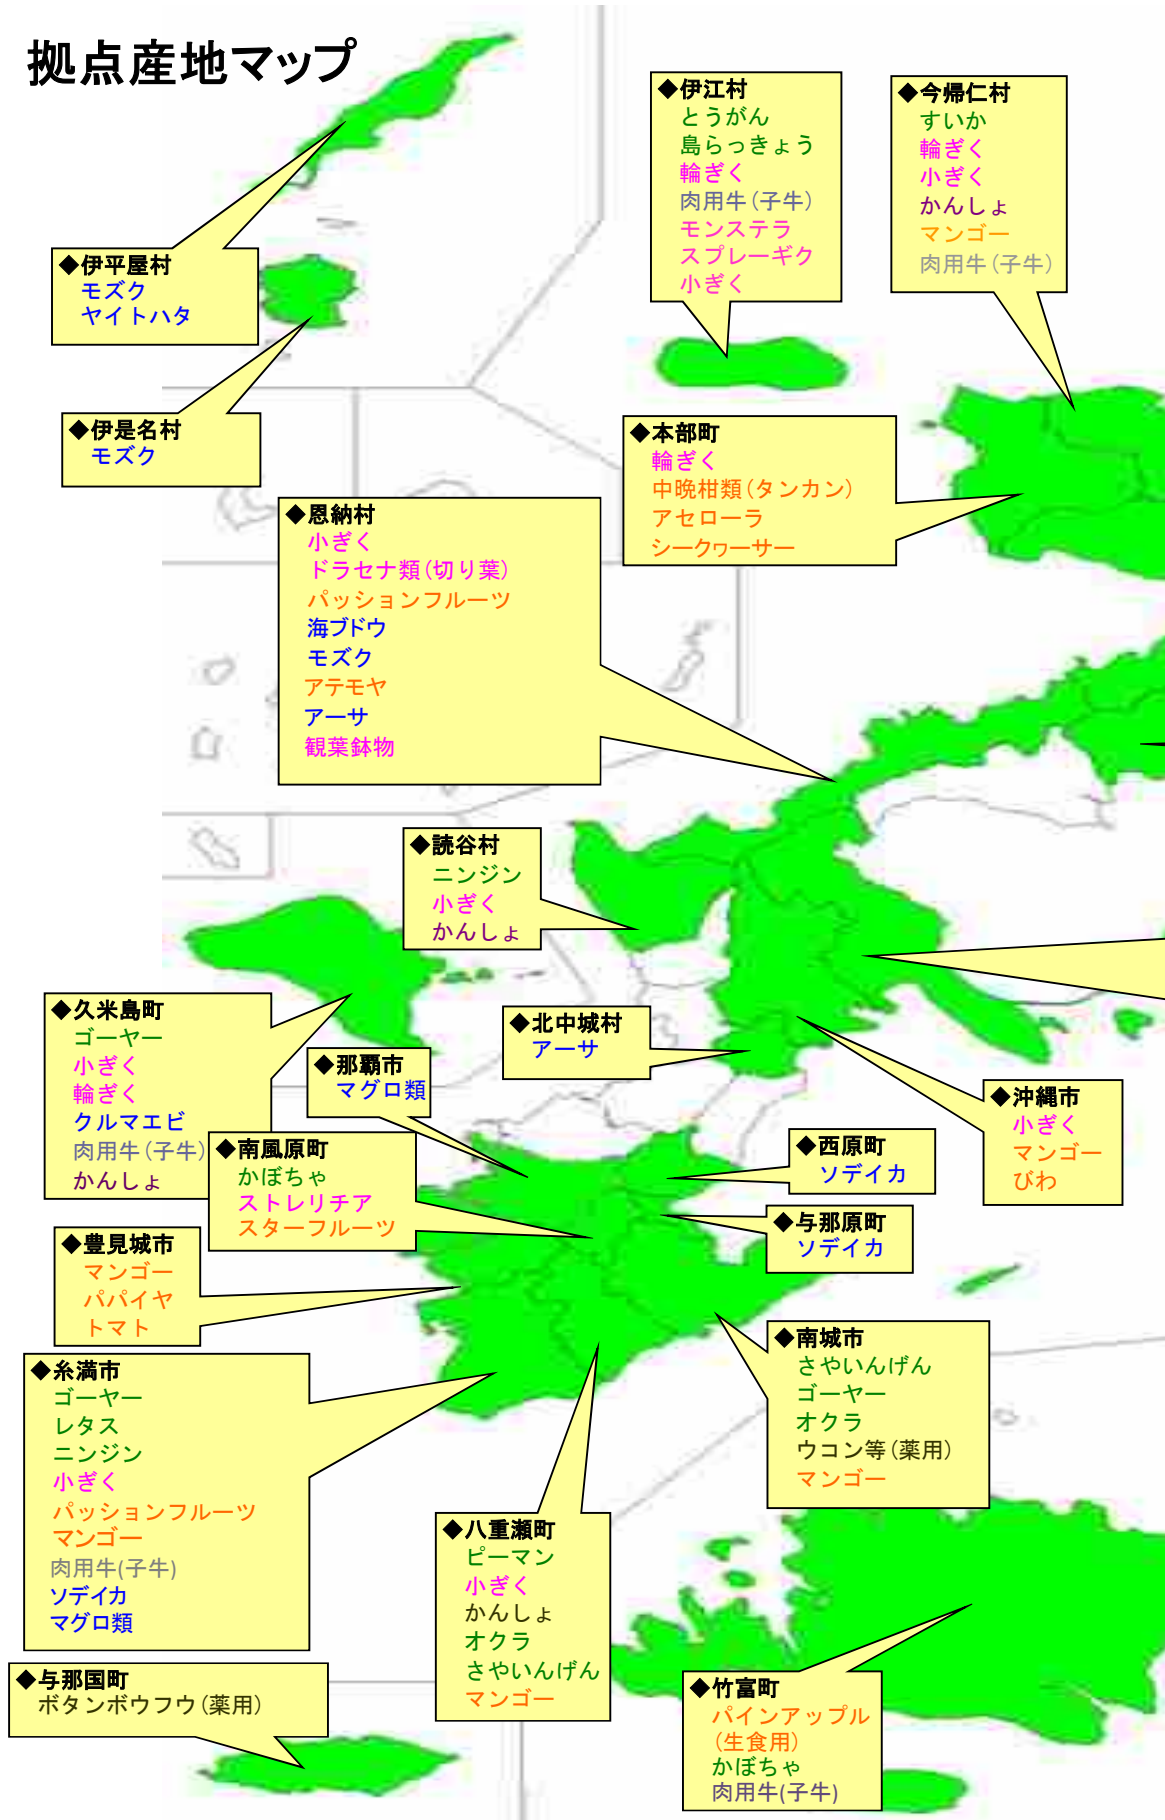 拠点産地マップ
◆伊江村
とうがん
島らっきょう
輪ぎく
肉用牛(子牛)
モンステラ
スプレーギク
小ぎく
◆今帰仁村
すいか
輪ぎく
小ぎく
かんしょ
マンゴー
肉用牛(子牛)
◆伊平屋村
モズク
ヤイトハタ
◆伊是名村
モズク
◆本部町
輪ぎく
中晩柑類(タンカン)
アセローラ
シークヮーサー
◆恩納村
小ぎく
ドラセナ類(切り葉)
パッションフルーツ
海ブドウ
モズク
アテモヤ
アーサ
観葉鉢物
◆読谷村
ニンジン
小ぎく
かんしょ
◆久米島町
ゴーヤー
小ぎく
輪ぎく
クルマエビ
肉用牛(子牛)
かんしょ
◆北中城村
アーサ
◆那覇市
マグロ類
◆沖縄市
小ぎく
マンゴー
びわ
◆南風原町
かぼちゃ
ストレリチア
スターフルーツ
◆西原町
ソデイカ
◆与那原町
ソデイカ
◆豊見城市
マンゴー
パパイヤ
トマト
◆南城市
さやいんげん
ゴーヤー
オクラ
ウコン等(薬用)
マンゴー
◆糸満市
ゴーヤー
レタス
ニンジン
小ぎく
パッションフルーツ
マンゴー
肉用牛(子牛)
ソデイカ
マグロ類
◆八重瀬町
ピーマン
小ぎく
かんしょ
オクラ
さやいんげん
マンゴー
◆与那国町
ボタンボウフウ(薬用)
◆竹富町
パインアップル
(生食用)
かぼちゃ
肉用牛(子牛)